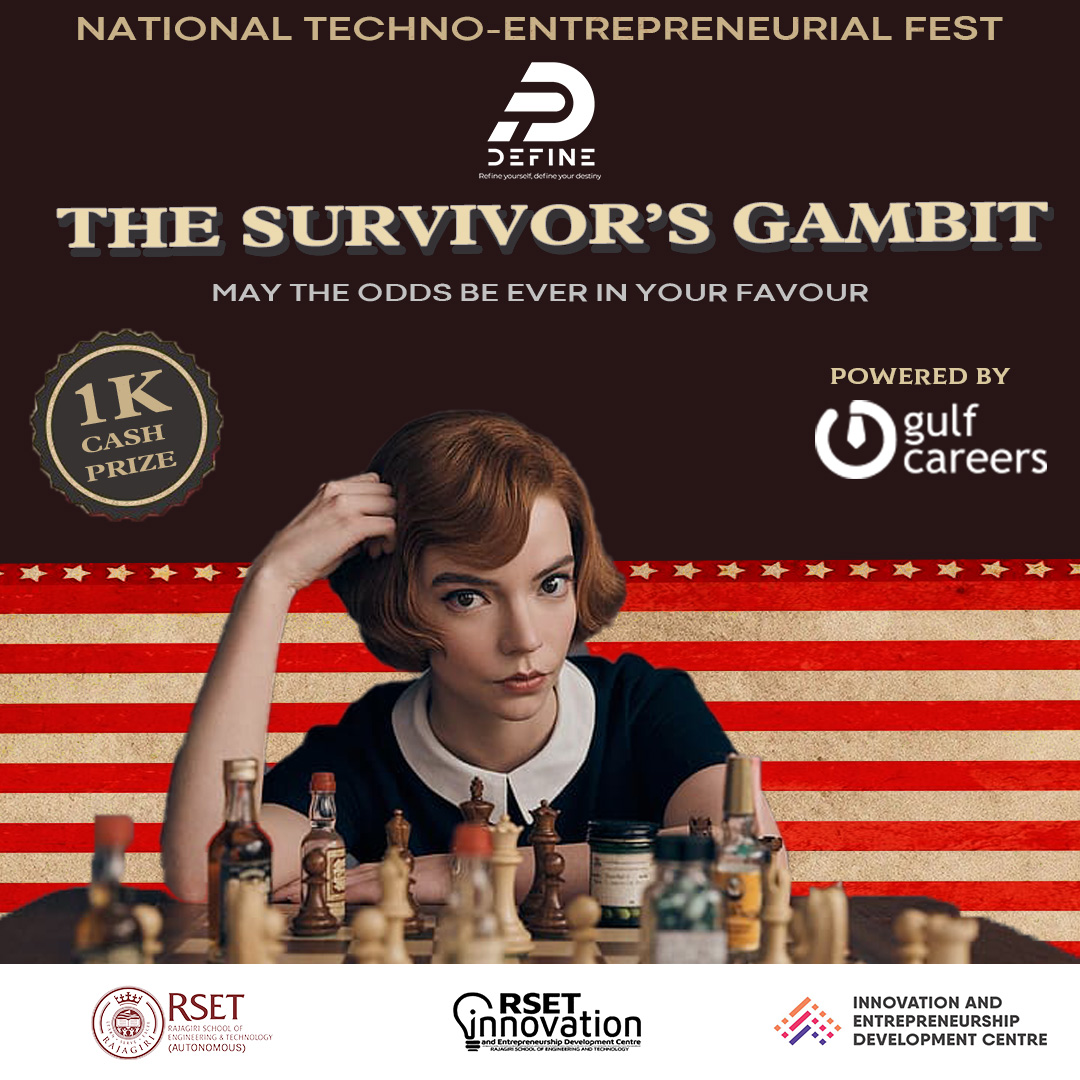 NATIONAL TECHNO-ENTREPRENEURIAL FEST
DEFINE
Refine yourself, define your destiny
THE SURVIVOR'S GAMBIT
MAY THE ODDS BE EVER IN YOUR FAVOUR
1K
CASH
PRIZE
POWERED BY
gulf
careers
RSET
RAJAGIRI SCHOOL OF
ENGINEERING & TECHNOLOGY
(AUTONOMOUS)
RAJAGIRI
RSET
innovation
and Entrepreneurship Development Centre
RAJAGIRI SCHOOL OF ENGINEERING AND TECHNOLOGY
INNOVATION AND
ENTREPRENEURSHIP
DEVELOPMENT CENTRE